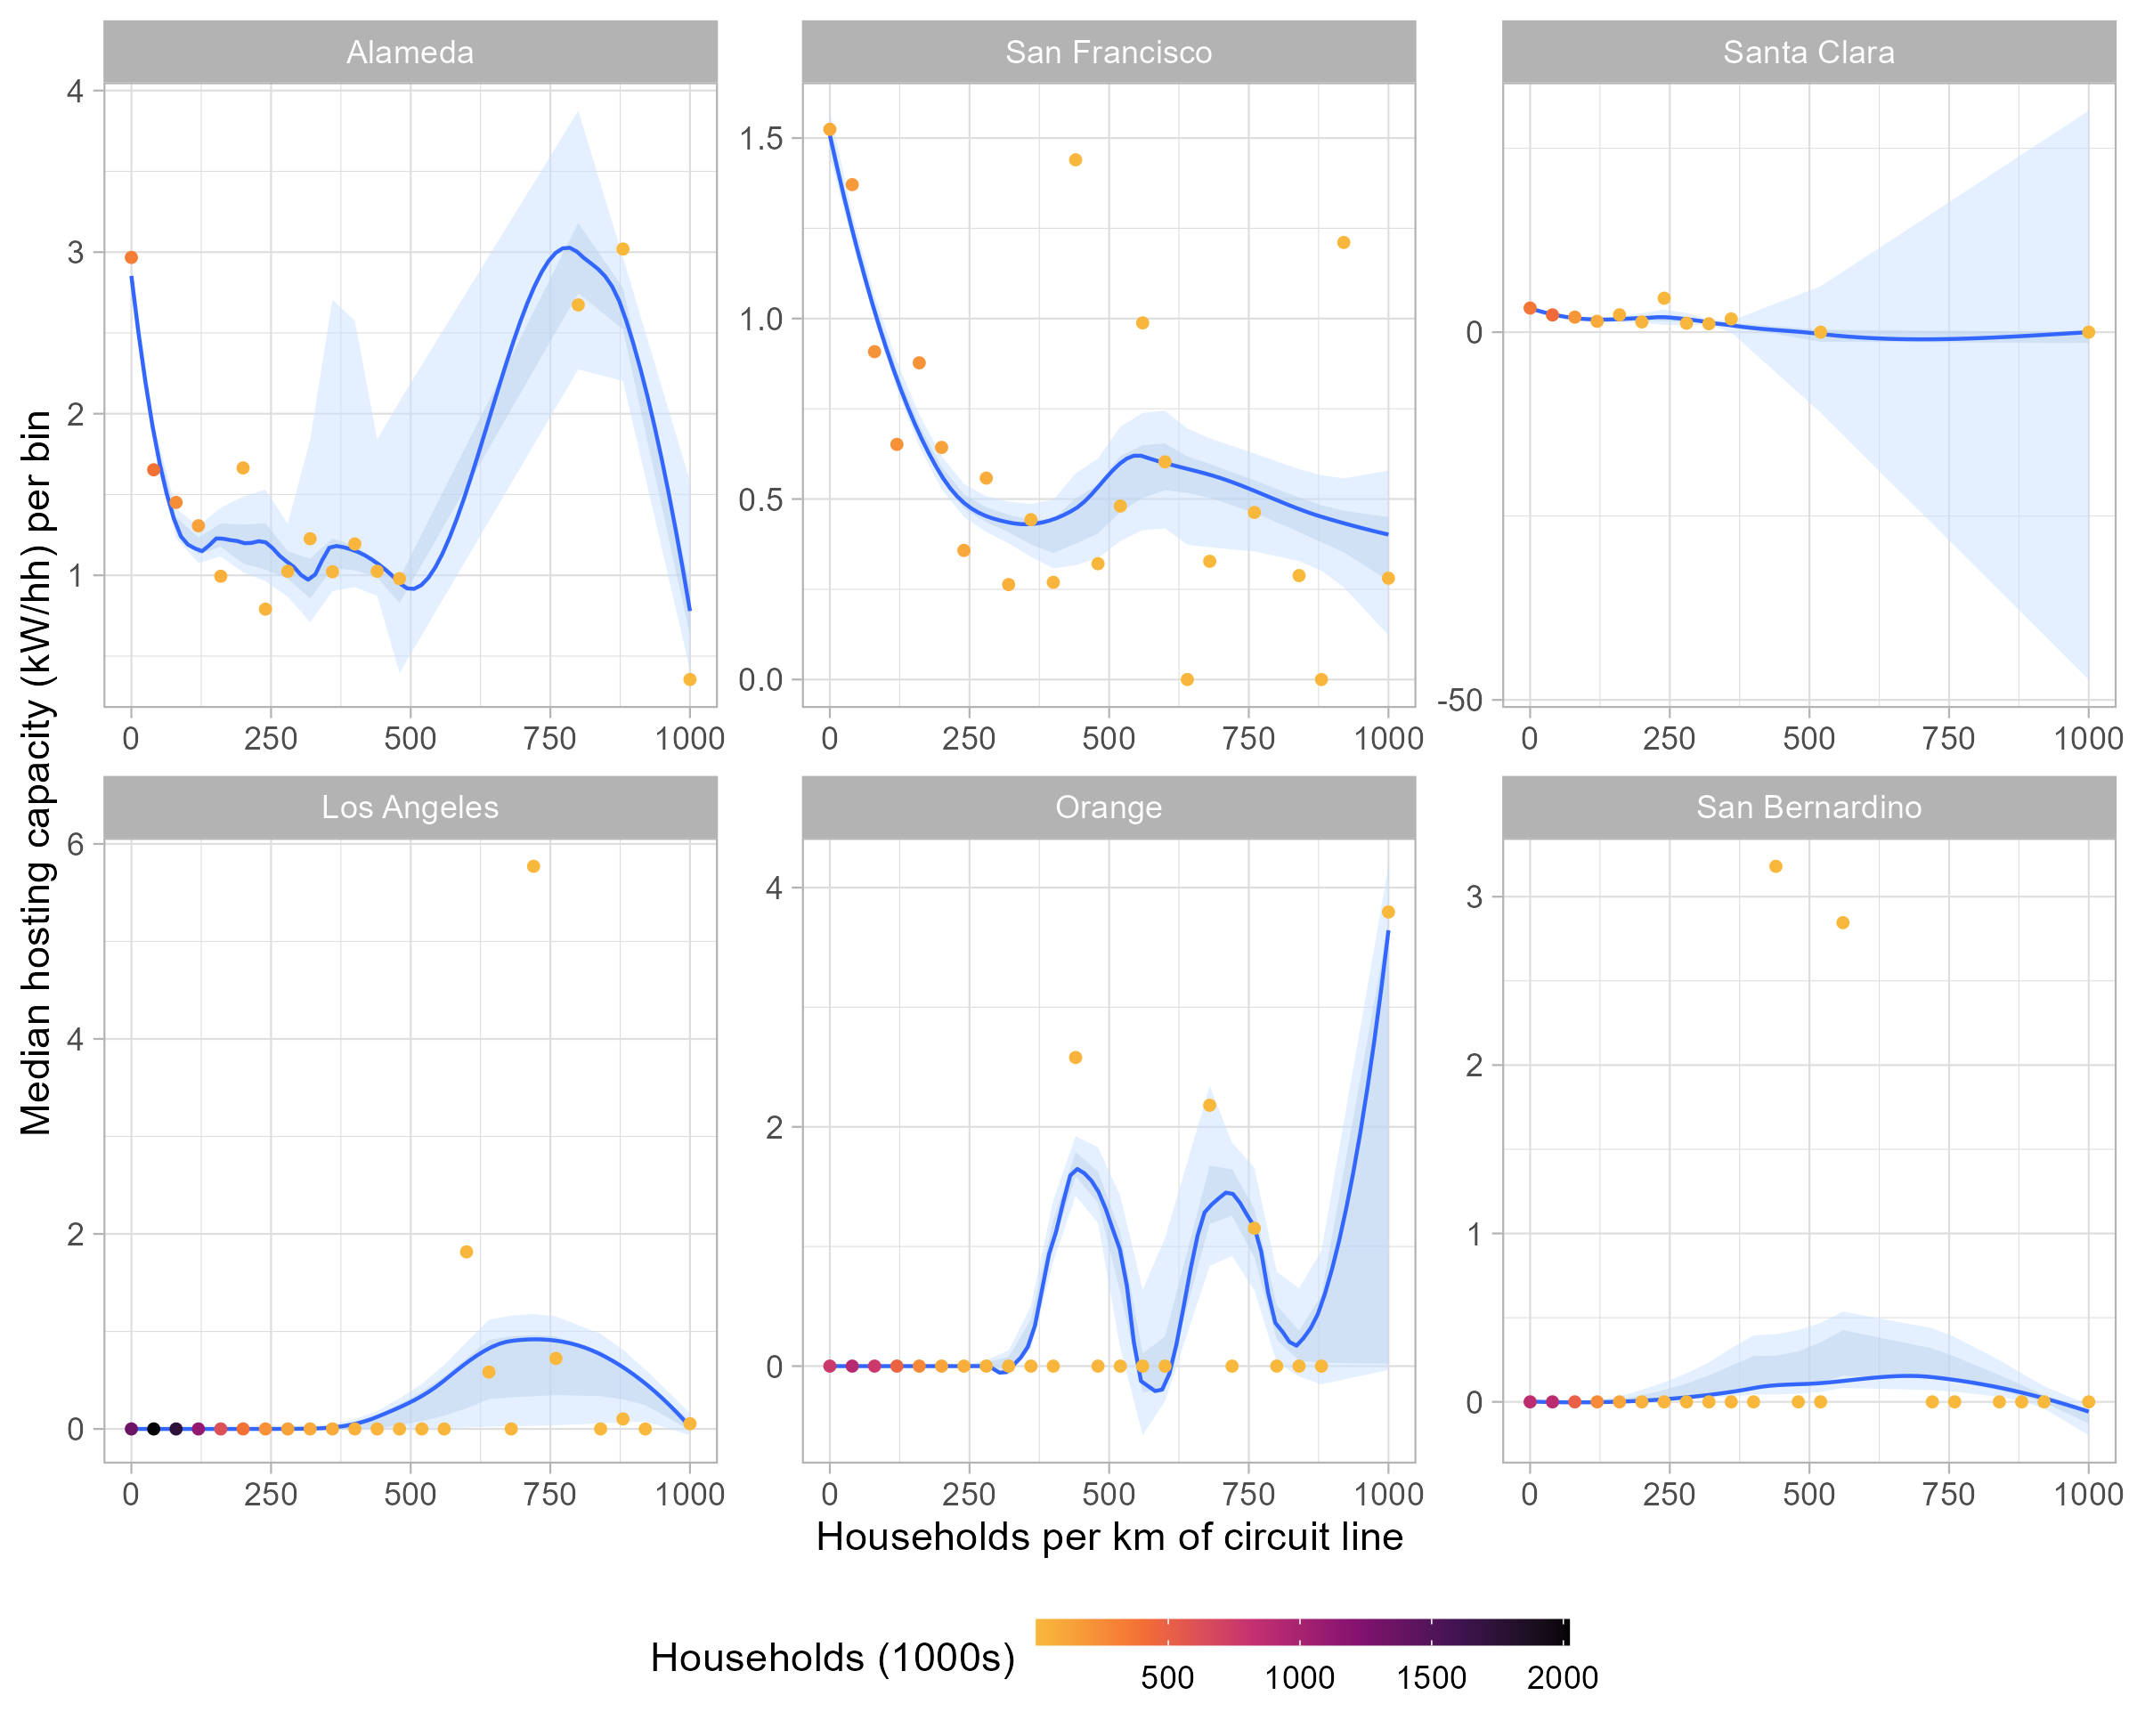 Alameda
San Francisco
Santa Clara
4
3
2
1
1.5
1.0
0.5
0.0
0
-50
0 250 500 750 1000
0 250 500 750 1000
0 250 500 750 1000
Median hosting capacity (kW/hh) per bin
Los Angeles
Orange
San Bernardino
6
4
2
0
4
2
0
3
2
1
0
0 250 500 750 1000
0 250 500 750 1000
0 250 500 750 1000
Households per km of circuit line
Households (1000s)
500 1000 1500 2000